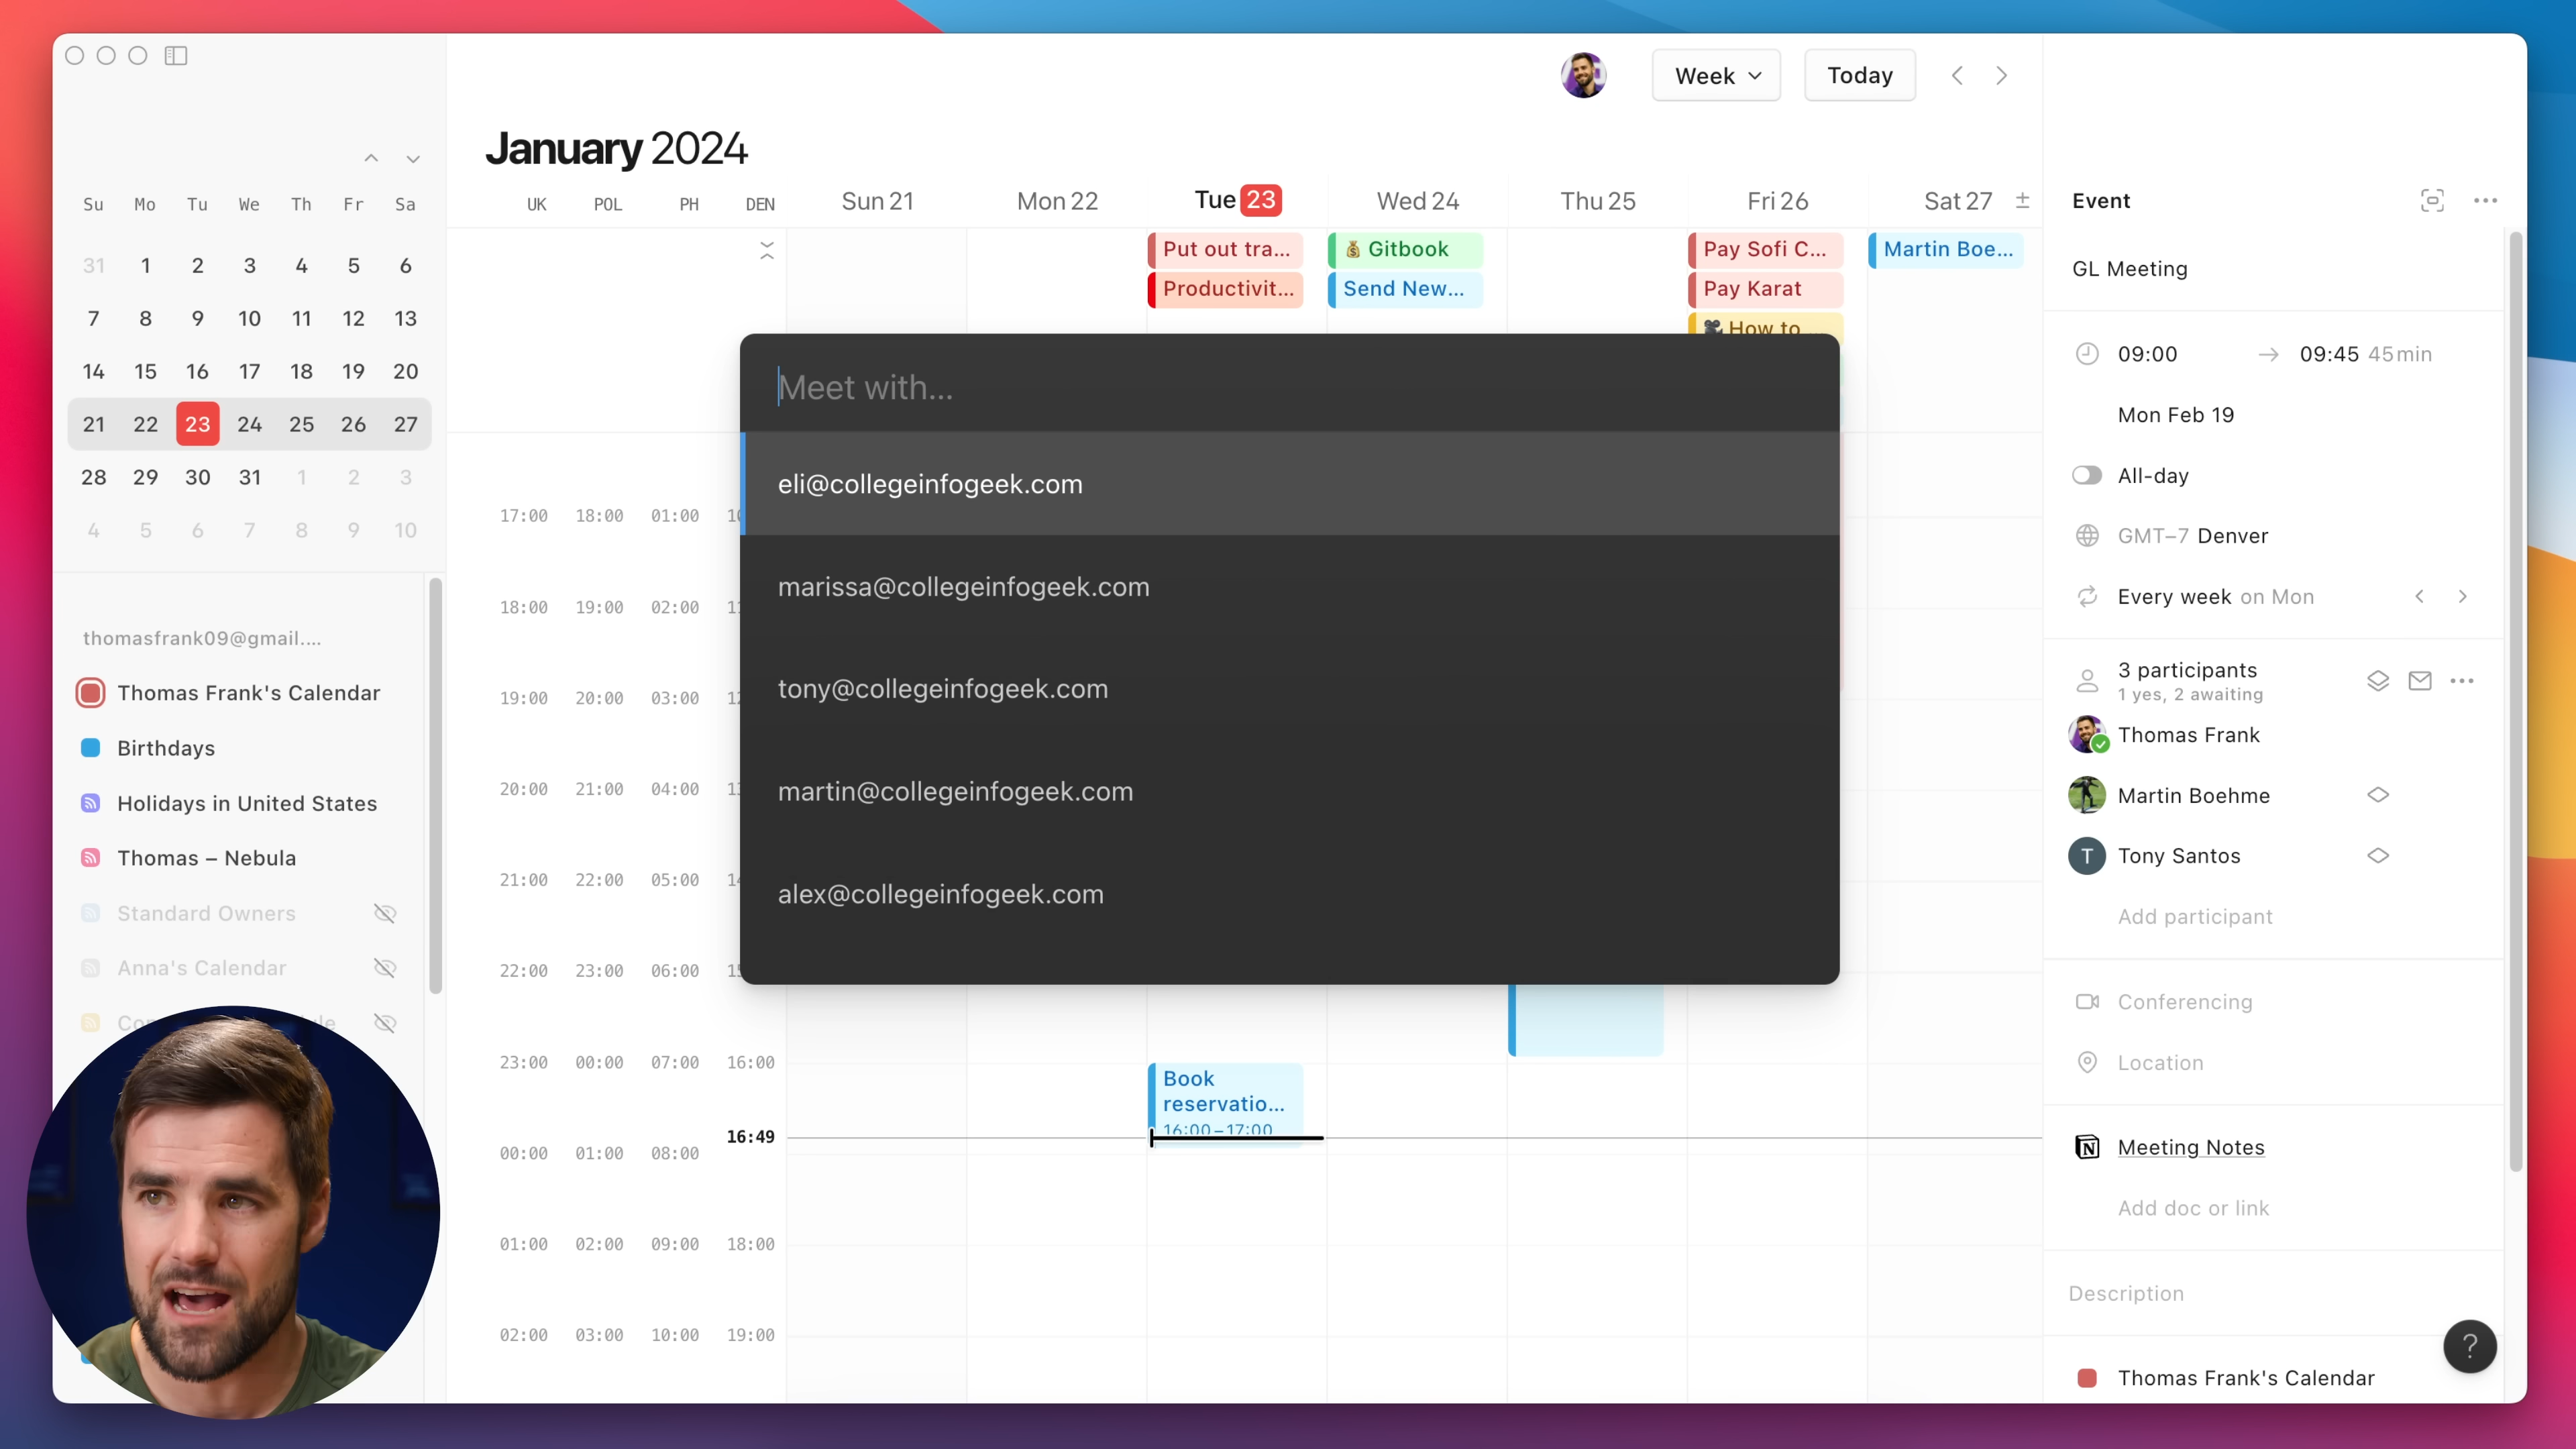 Week
Today
January 2024
Su Mo Tu We Th Fr Sa
31 1 2 3 4 5 6
7 8 9 10 11 12 13
14 15 16 17 18 19 20
21 22 23 24 25 26 27
28 29 30 31 1 2 3
4 5 6 7 8 9 10
thomasfrank09@gmail....
Thomas Frank's Calendar
Birthdays
Holidays in United States
Thomas – Nebula
Standard Owners
Anna's Calendar
UK POL PH DEN
Sun 21 Mon 22 Tue 23 Wed 24 Thu 25 Fri 26 Sat 27
Put out tra...
Productivit...
Gitbook
Send New...
Pay Sofi C...
Pay Karat
How to ...
Martin Boe...
Meet with...
eli@collegeinfogeek.com
marissa@collegeinfogeek.com
tony@collegeinfogeek.com
martin@collegeinfogeek.com
alex@collegeinfogeek.com
17:00 18:00 01:00
18:00 19:00 02:00
19:00 20:00 03:00
20:00 21:00 04:00
21:00 22:00 05:00
22:00 23:00 06:00
23:00 00:00 07:00 16:00
16:49
00:00 01:00 08:00
01:00 02:00 09:00 18:00
02:00 03:00 10:00 19:00
Book
reservatio...
16:00–17:00
Event
GL Meeting
09:00 → 09:45 45min
Mon Feb 19
All-day
GMT–7 Denver
Every week on Mon
3 participants
1 yes, 2 awaiting
Thomas Frank
Martin Boehme
T Tony Santos
Add participant
Conferencing
Location
Meeting Notes
Add doc or link
Description
?
Thomas Frank's Calendar